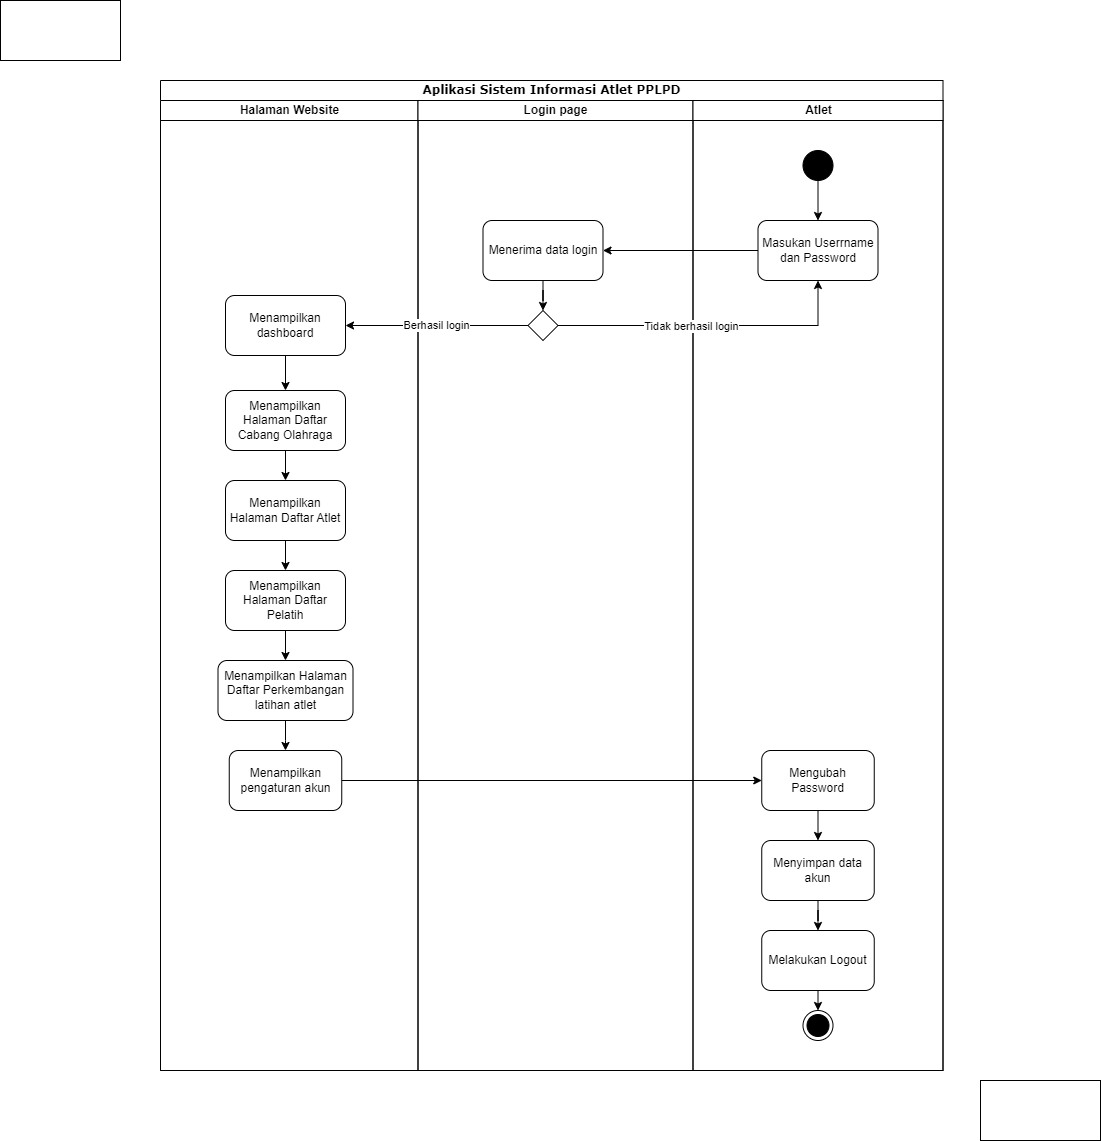 Aplikasi Sistem Informasi Atlet PPLPD
Halaman Website
Login page
Atlet
Masukan Userrname
dan Password
Menerima data login
Berhasil login
Tidak berhasil login
Menampilkan
dashboard
Menampilkan
Halaman Daftar
Cabang Olahraga
Menampilkan
Halaman Daftar Atlet
Menampilkan
Halaman Daftar
Pelatih
Menampilkan Halaman
Daftar Perkembangan
latihan atlet
Menampilkan
pengaturan akun
Mengubah
Password
Menyimpan data
akun
Melakukan Logout